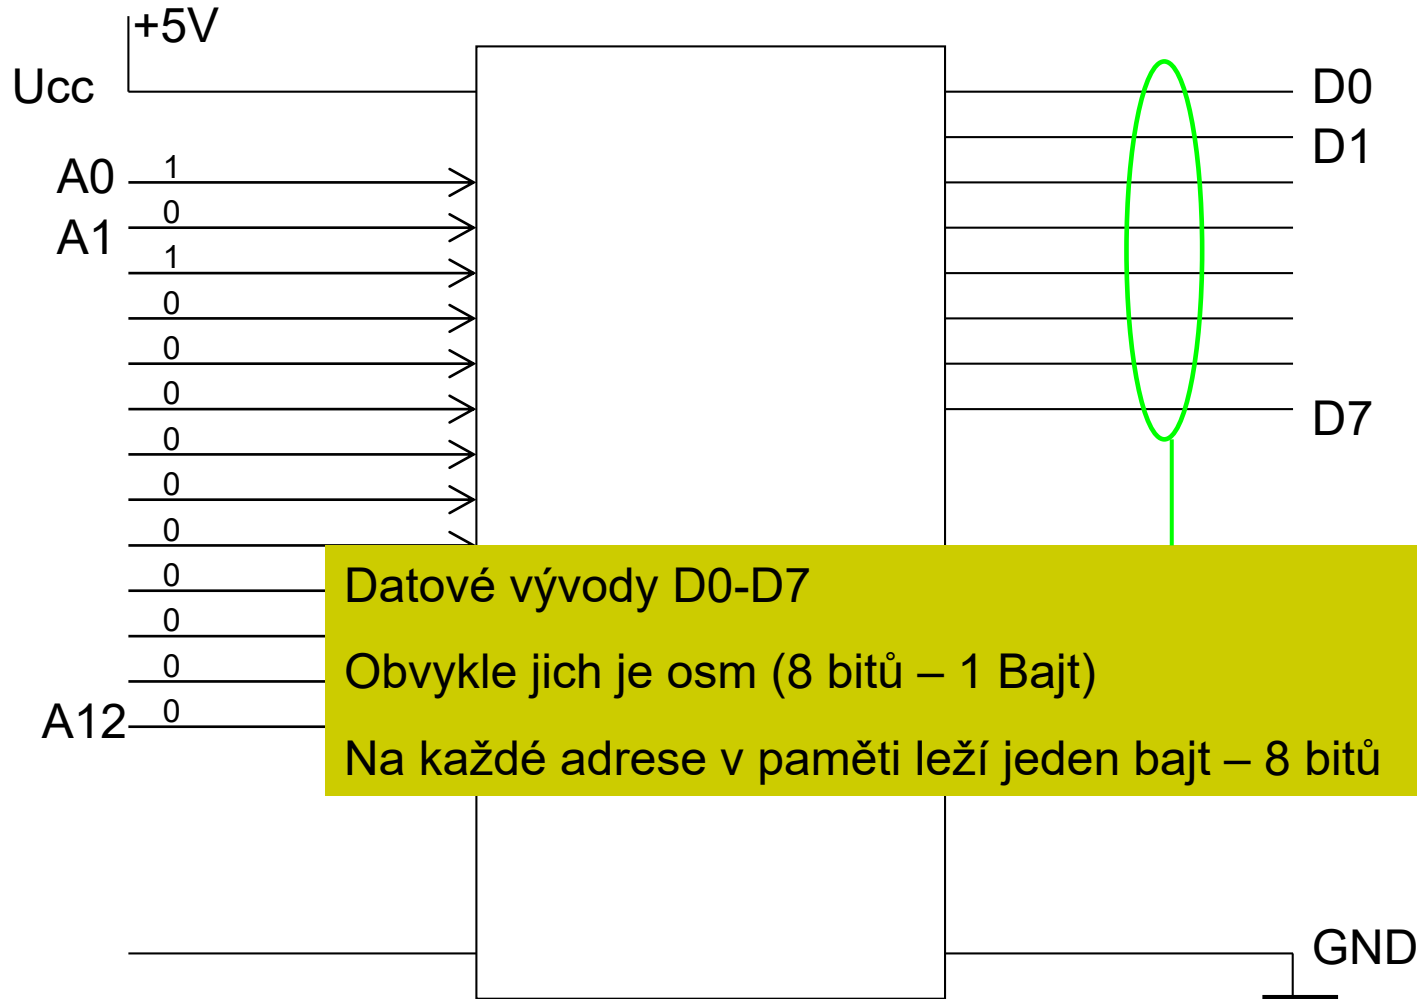 +5V
Ucc
D0
D1
A0 1
0
A1
1
0
0
0
D7
0
0
0
0
0
0
A12 0
Datové vývody D0-D7
Obvykle jich je osm (8 bitů – 1 Bajt)
Na každé adrese v paměti leží jeden bajt – 8 bitů
GND